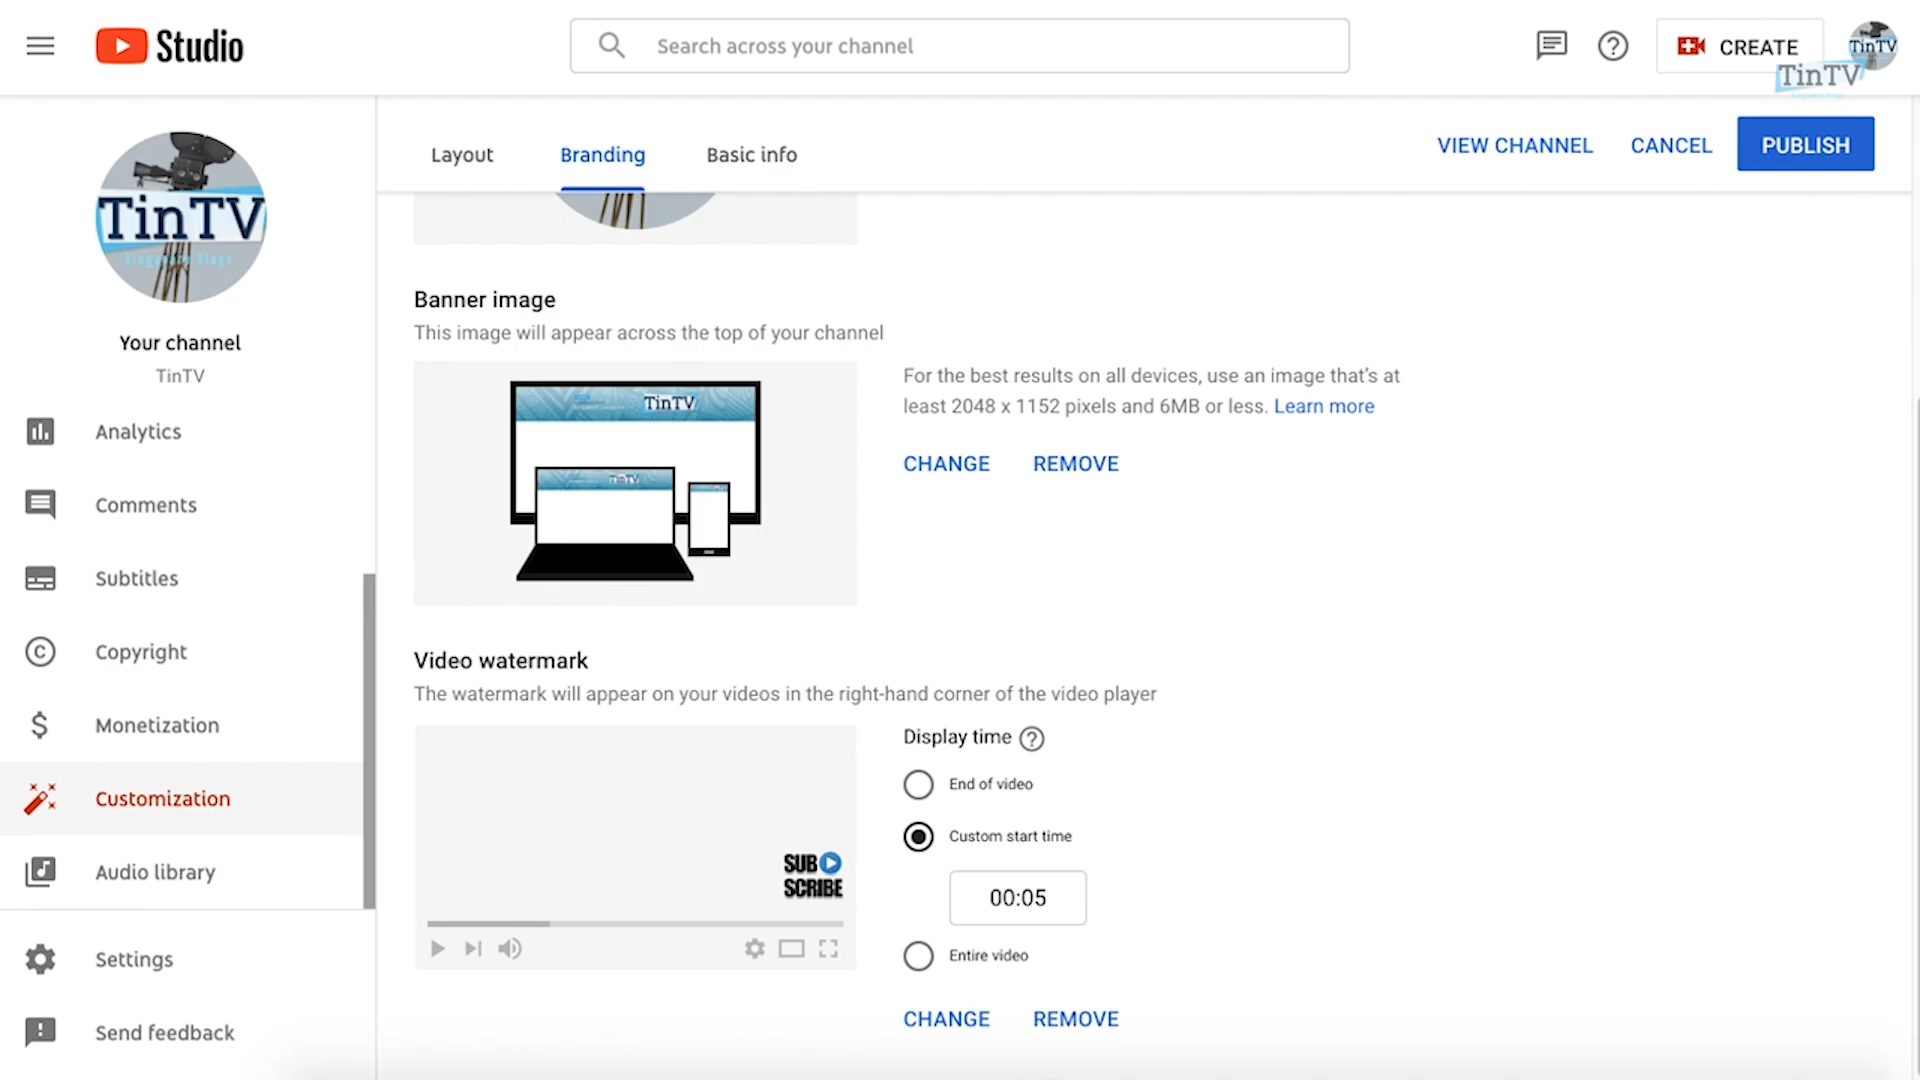 Studio
Search across your channel
CREATE
TinTV
TinTV
TinTV
Your channel
TinTV
Analytics
Comments
Subtitles
Copyright
Monetization
Customization
Audio library
Settings
Send feedback
Layout
Branding
Basic info
VIEW CHANNEL
CANCEL
PUBLISH
Banner image
This image will appear across the top of your channel
TinTV
TinTV
For the best results on all devices, use an image that's at
least 2048 x 1152 pixels and 6MB or less. Learn more
CHANGE
REMOVE
Video watermark
The watermark will appear on your videos in the right-hand corner of the video player
SUB
SCRIBE
Display time
End of video
Custom start time
00:05
Entire video
CHANGE
REMOVE